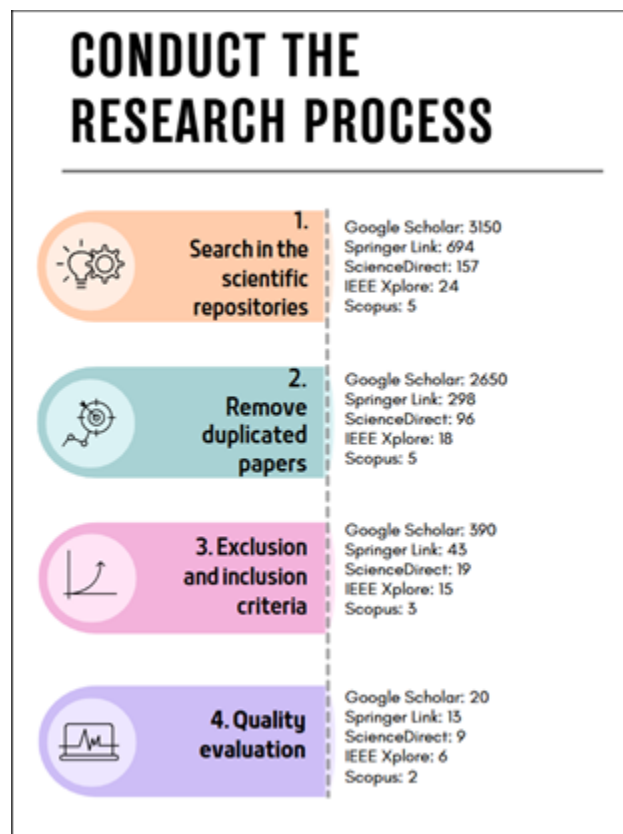 CONDUCT THE
RESEARCH PROCESS
1.
Search in the
scientific
repositories
Google Scholar: 3150
Springer Link: 694
ScienceDirect: 157
IEEE Xplore: 24
Scopus: 5
2.
Remove
duplicated
papers
Google Scholar: 2650
Springer Link: 298
ScienceDirect: 96
IEEE Xplore: 18
Scopus: 5
3. Exclusion
and inclusion
criteria
Google Scholar: 390
Springer Link: 43
ScienceDirect: 19
IEEE Xplore: 15
Scopus: 3
4. Quality
evaluation
Google Scholar: 20
Springer Link: 13
ScienceDirect: 9
IEEE Xplore: 6
Scopus: 2